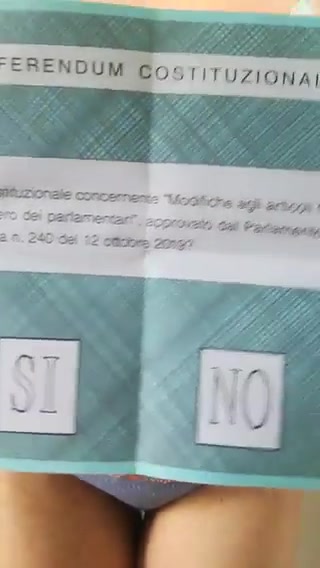 FERENDUM COSTITUZIONAL
stituzionale concernente "Modifiche agli articoli
ero dei parlamentari", approvato dal Parlamento
a n. 240 del 12 ottobre 2019?
SI NO